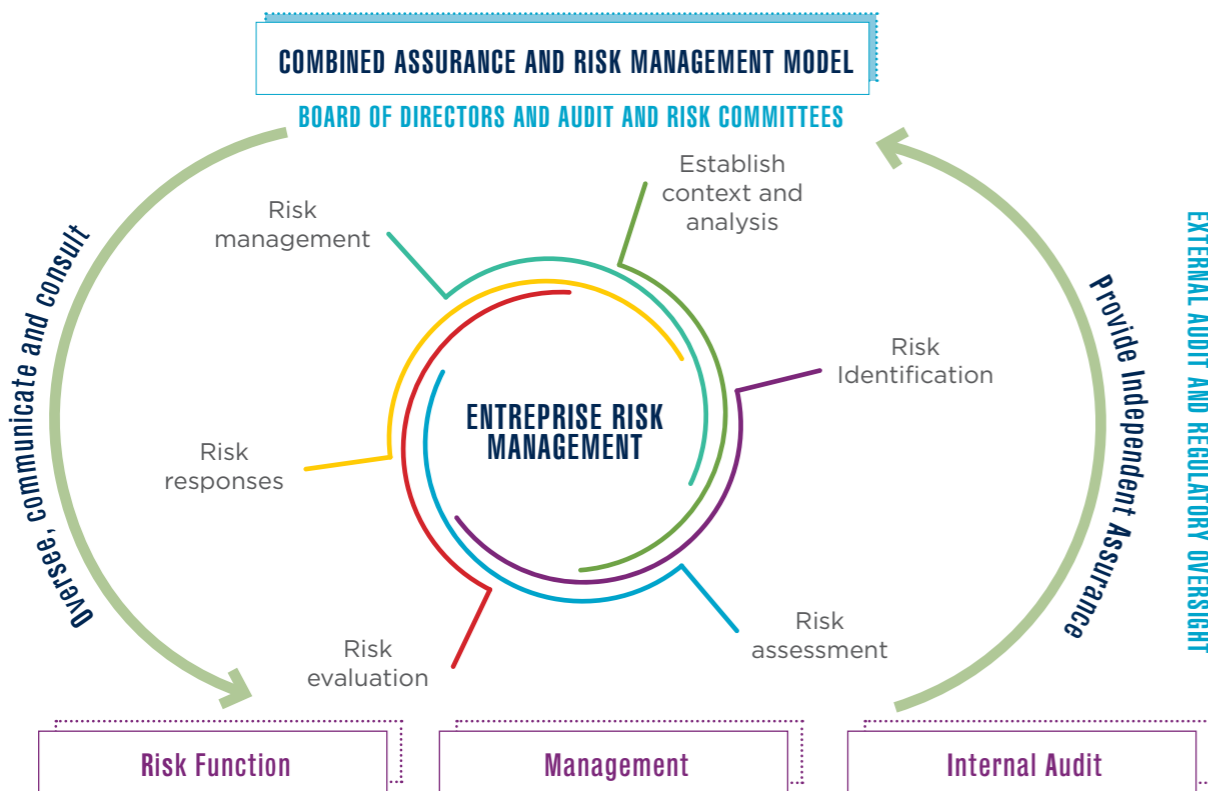 COMBINED ASSURANCE AND RISK MANAGEMENT MODEL
BOARD OF DIRECTORS AND AUDIT AND RISK COMMITTEES
Establish
context and
analysis
Risk
management
Oversee, communicate and consult
Risk
Identification
ENTREPRISE RISK
MANAGEMENT
Provide Independent Assurance
EXTERNAL AUDIT AND REGULATORY OVERSIGHT
Risk
responses
Risk
assessment
Risk
evaluation
Risk Function
Management
Internal Audit